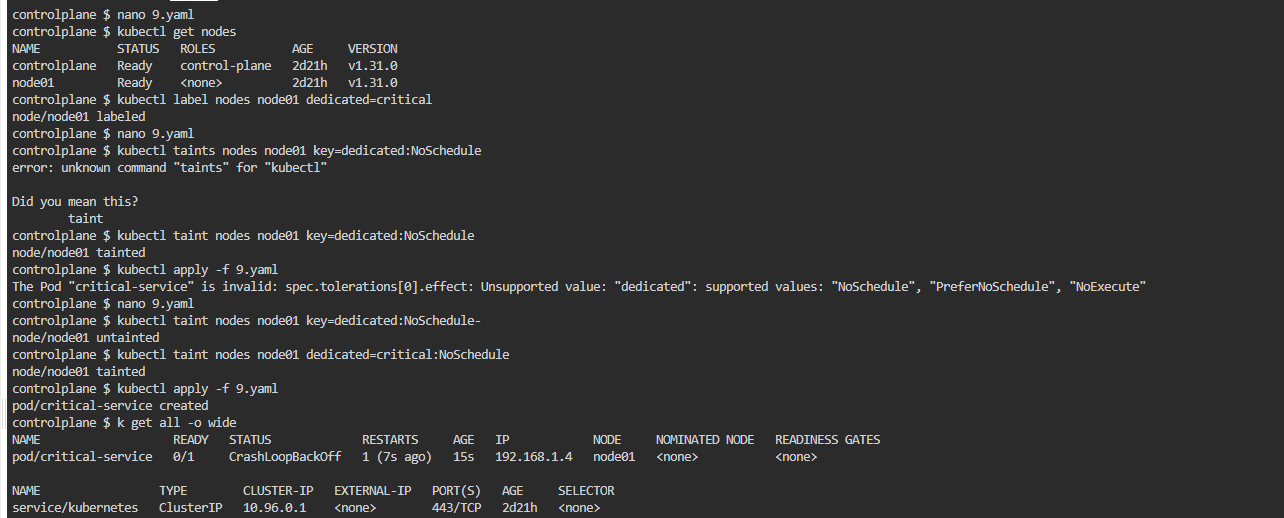 controlplane $ nano 9.yaml
controlplane $ kubectl get nodes
NAME           STATUS   ROLES           AGE     VERSION
controlplane   Ready    control-plane   2d21h   v1.31.0
node01         Ready    <none>          2d21h   v1.31.0
controlplane $ kubectl label nodes node01 dedicated=critical
node/node01 labeled
controlplane $ nano 9.yaml
controlplane $ kubectl taints nodes node01 key=dedicated:NoSchedule
error: unknown command "taints" for "kubectl"

Did you mean this?
        taint
controlplane $ kubectl taint nodes node01 key=dedicated:NoSchedule
node/node01 tainted
controlplane $ kubectl apply -f 9.yaml
The Pod "critical-service" is invalid: spec.tolerations[0].effect: Unsupported value: "dedicated": supported values: "NoSchedule", "PreferNoSchedule", "NoExecute"
controlplane $ nano 9.yaml
controlplane $ kubectl taint nodes node01 key=dedicated:NoSchedule-
node/node01 untainted
controlplane $ kubectl taint nodes node01 dedicated=critical:NoSchedule
node/node01 tainted
controlplane $ kubectl apply -f 9.yaml
pod/critical-service created
controlplane $ k get all -o wide
NAME                   READY   STATUS             RESTARTS     AGE   IP            NODE     NOMINATED NODE   READINESS GATES
pod/critical-service   0/1     CrashLoopBackOff   1 (7s ago)   15s   192.168.1.4   node01   <none>           <none>

NAME                 TYPE        CLUSTER-IP   EXTERNAL-IP   PORT(S)   AGE     SELECTOR
service/kubernetes   ClusterIP   10.96.0.1    <none>        443/TCP   2d21h   <none>